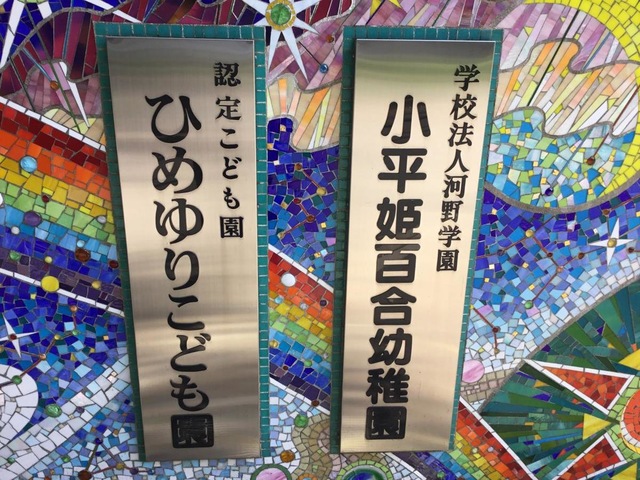 学校法人河野学園
小平姫百合幼稚園
認定こども園
ひめゆりこども園